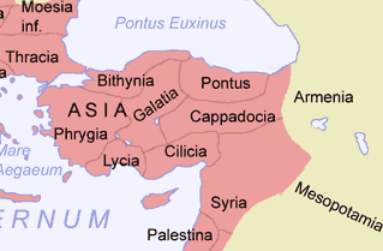 Moesia
inf.
Pontus Euxinus
Thracia
Bithynia
Pontus
ASIA
Galatia
Armenia
Cappadocia
Phrygia
Mare
Aegaeum
Lycia
Cilicia
Syria
Mesopotamia
ERNUM
Palestina